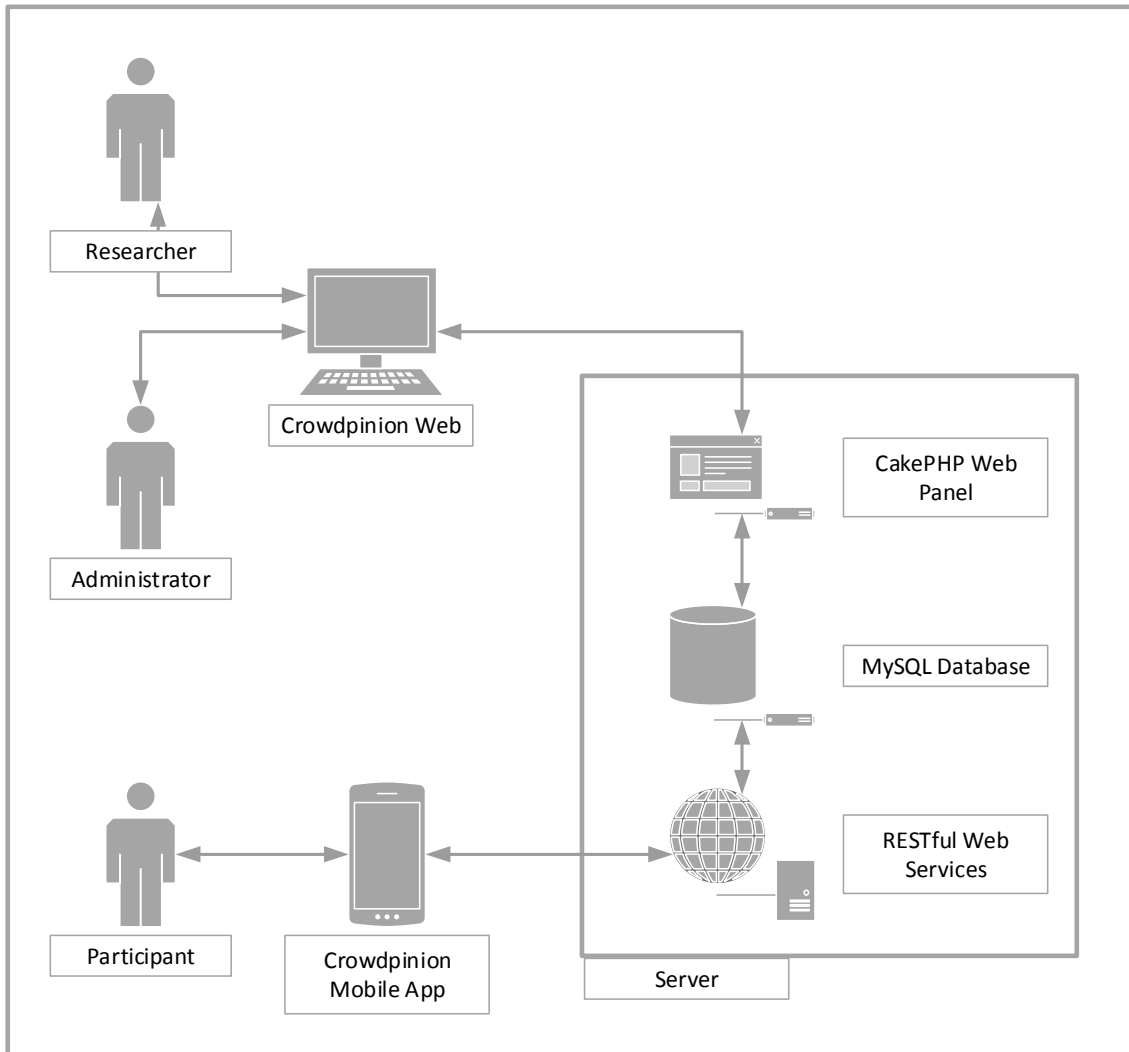 Researcher
Crowdpinion Web
CakePHP Web
Panel
Administrator
MySQL Database
RESTful Web
Services
Participant
Crowdpinion
Mobile App
Server